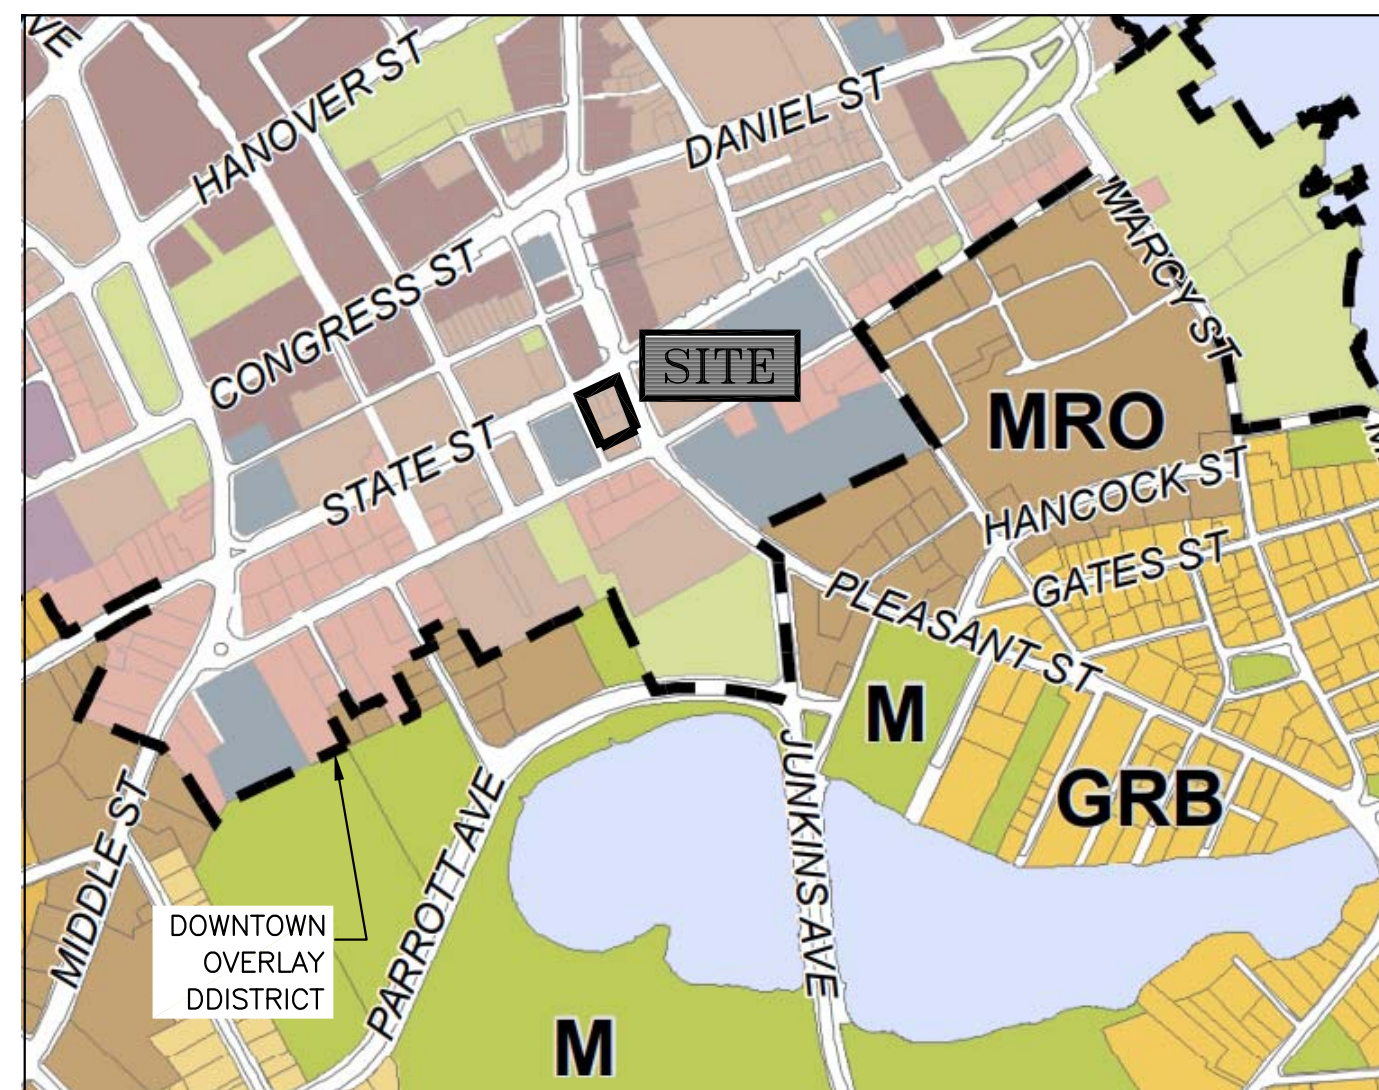 VE
HANOVER ST
DANIEL ST
CONGRESS ST
MARCY ST
SITE
STATE ST
MRO
HANCOCK ST
GATES ST
PLEASANT ST
M
JUNKINS AVE
GRB
MIDDLE ST
PARROTT AVE
DOWNTOWN
OVERLAY
DDISTRICT
M